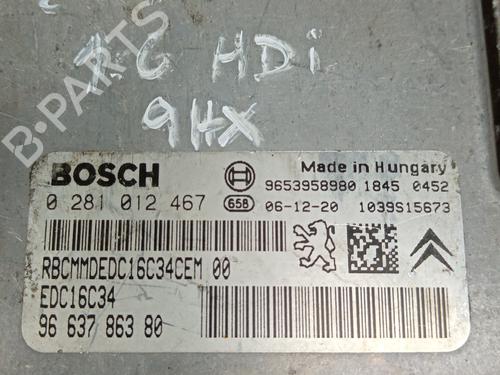 1.6 HDi
9HX
B-PARTS
BOSCH
Made in Hungary
9653958980 1845 0452
0 281 012 467
658
06-12-20 1039S15673
RBCMMDEDC16C34CEM 00
EDC16C34
96 637 863 80